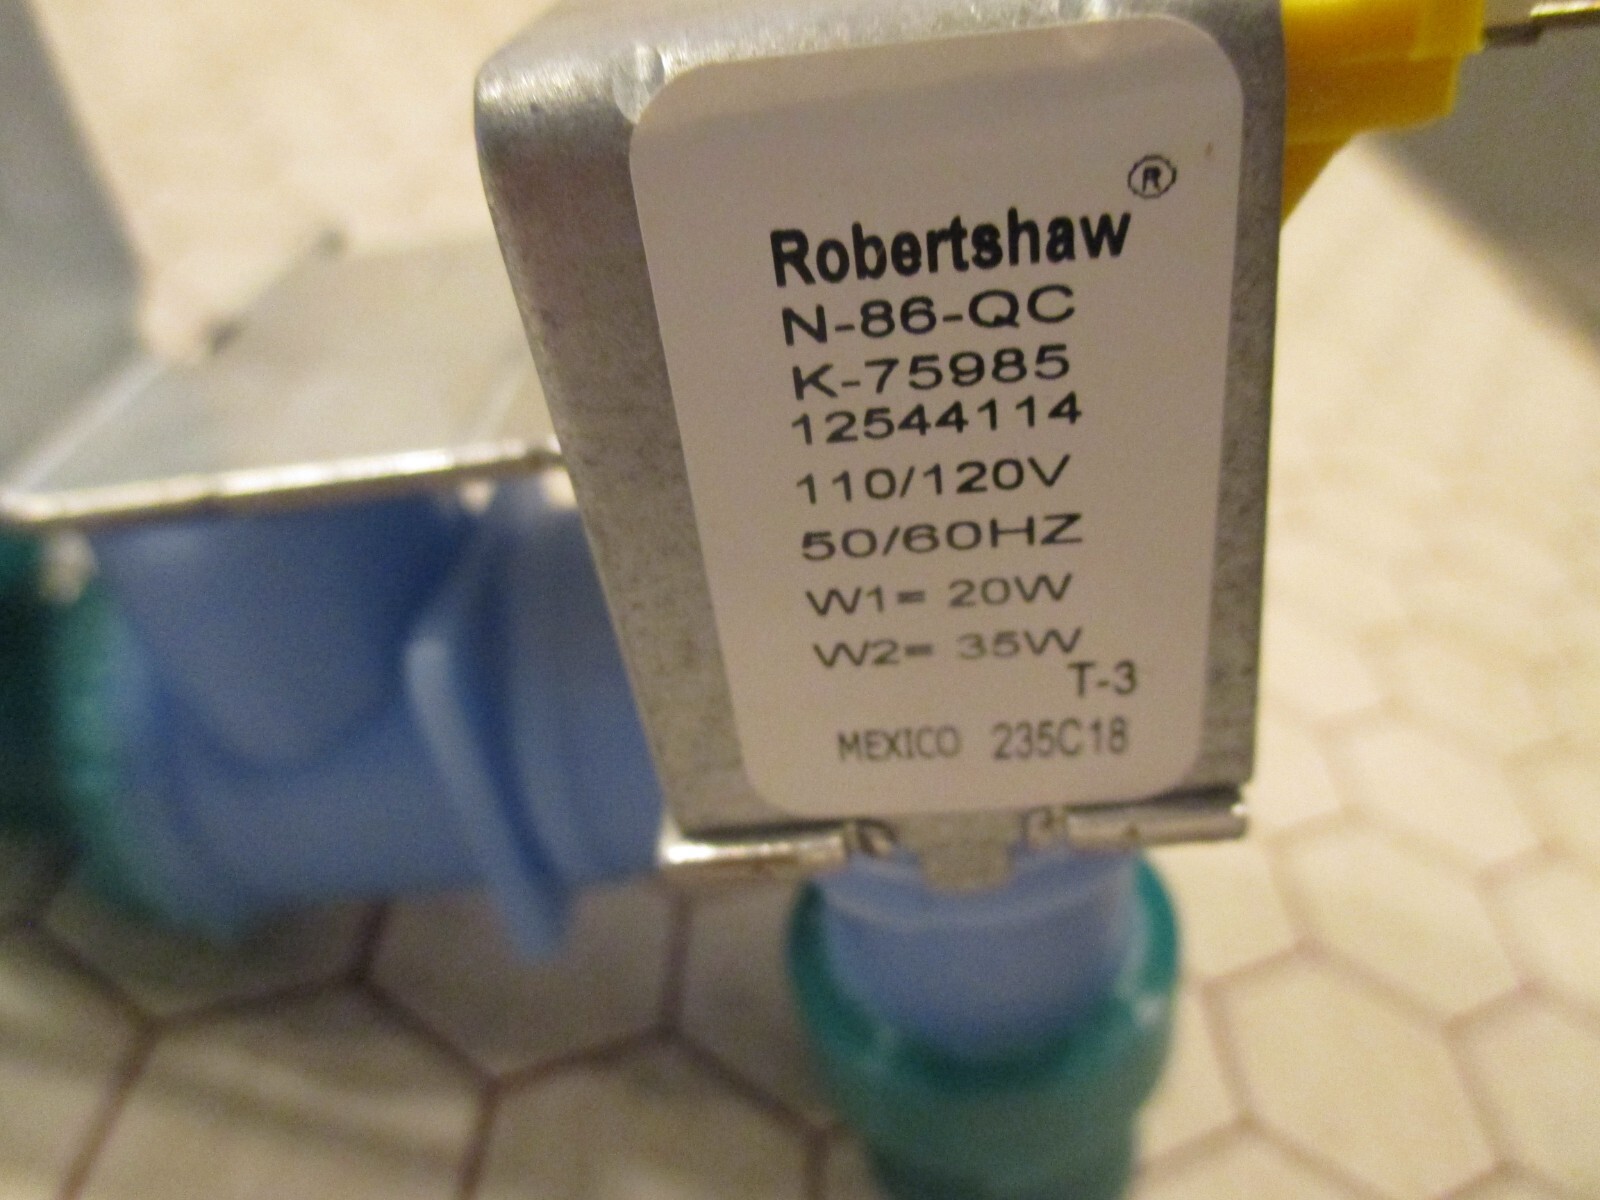 Robertshaw®
N-86-QC
K-75985
12544114
110/120V
50/60HZ
W1= 20W
W2= 35W
T-3
MEXICO 235C18